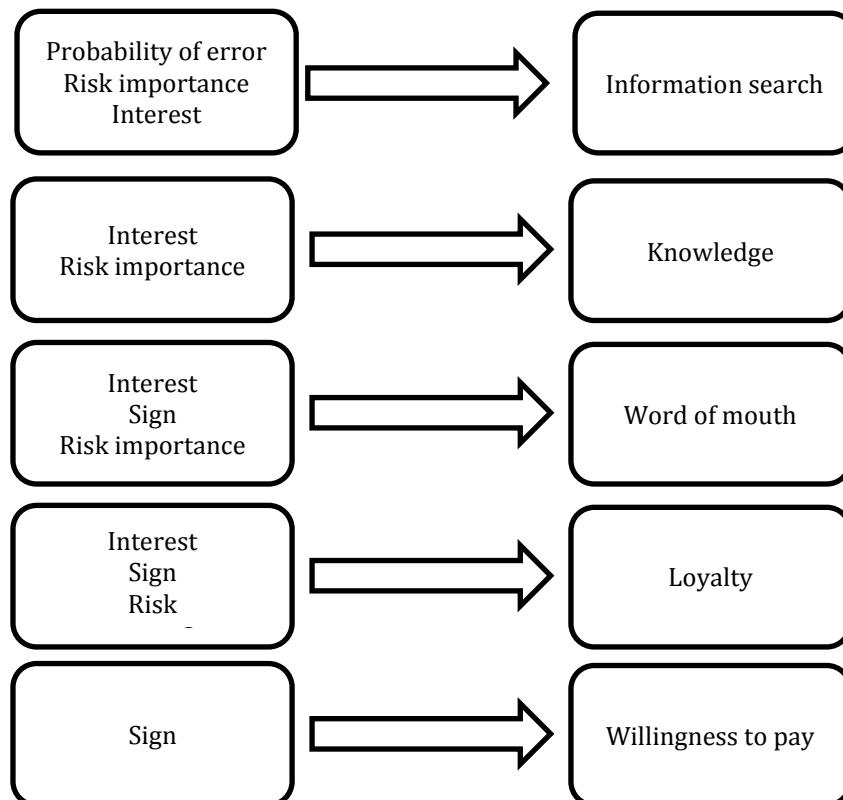 Probability of error
Risk importance
Interest
Information search
Interest
Risk importance
Knowledge
Interest
Sign
Risk importance
Word of mouth
Interest
Sign
Risk
Loyalty
Sign
Willingness to pay